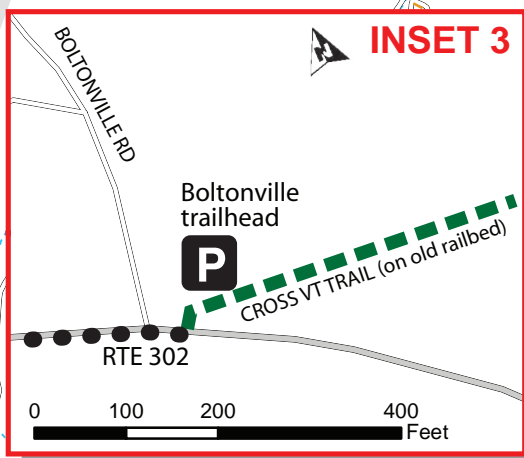 INSET 3
N
BOLTONVILLE RD
Boltonville
trailhead
P
CROSS VT TRAIL (on old railbed)
RTE 302
0 100 200 400
Feet